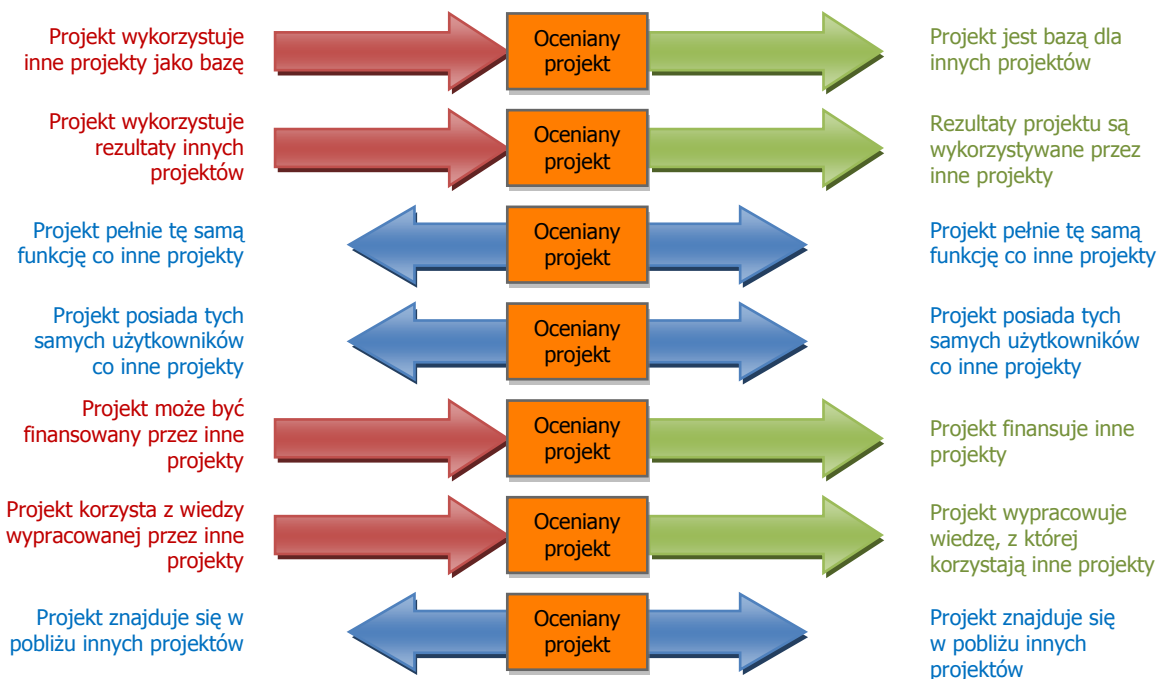 Projekt wykorzystuje
inne projekty jako bazę
Oceniany
projekt
Projekt jest bazą dla
innych projektów
Projekt wykorzystuje
rezultaty innych
projektów
Oceniany
projekt
Rezultaty projektu są
wykorzystywane przez
inne projekty
Projekt pełnie tę samą
funkcję co inne projekty
Oceniany
projekt
Projekt pełnie tę samą
funkcję co inne projekty
Projekt posiada tych
samych użytkowników
co inne projekty
Oceniany
projekt
Projekt posiada tych
samych użytkowników
co inne projekty
Projekt może być
finansowany przez inne
projekty
Oceniany
projekt
Projekt finansuje inne
projekty
Projekt korzysta z wiedzy
wypracowanej przez inne
projekty
Oceniany
projekt
Projekt wypracowuje
wiedzę, z której
korzystają inne projekty
Projekt znajduje się w
pobliżu innych projektów
Oceniany
projekt
Projekt znajduje się
w pobliżu innych
projektów